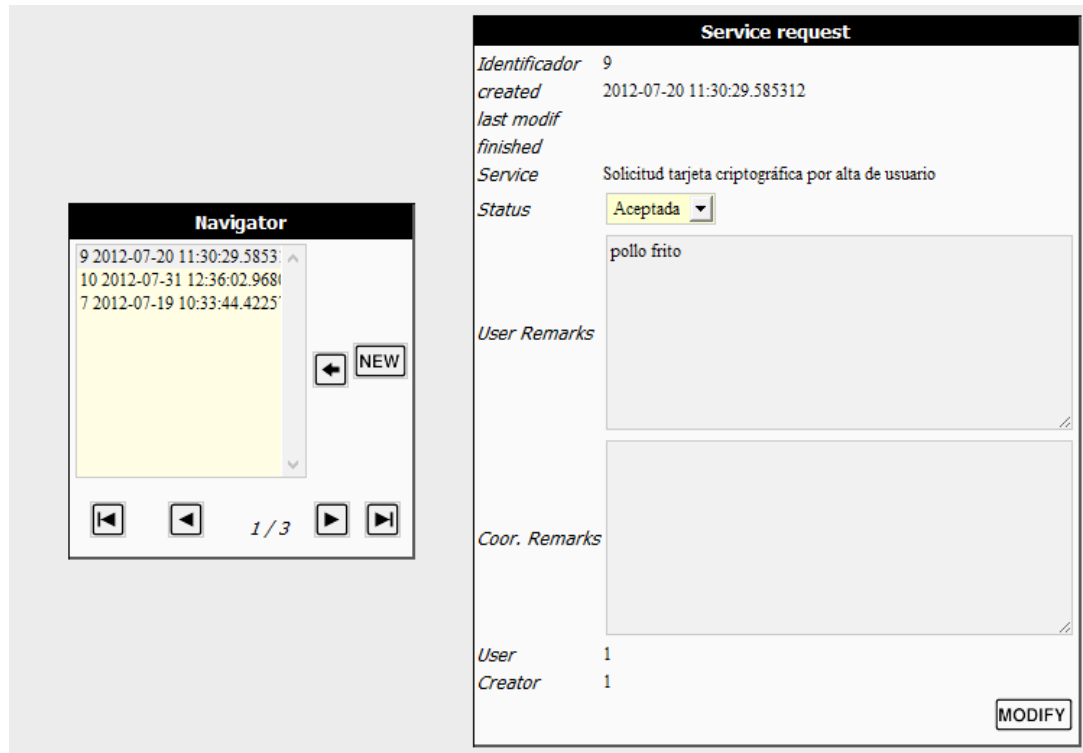 Navigator
9 2012-07-20 11:30:29.5853
10 2012-07-31 12:36:02.968
7 2012-07-19 10:33:44.4225
NEW
1 / 3
Service request
Identificador 9
created 2012-07-20 11:30:29.585312
last modif
finished
Service Solicitud tarjeta criptográfica por alta de usuario
Status Aceptada
pollo frito
User Remarks
Coor. Remarks
User 1
Creator 1
MODIFY